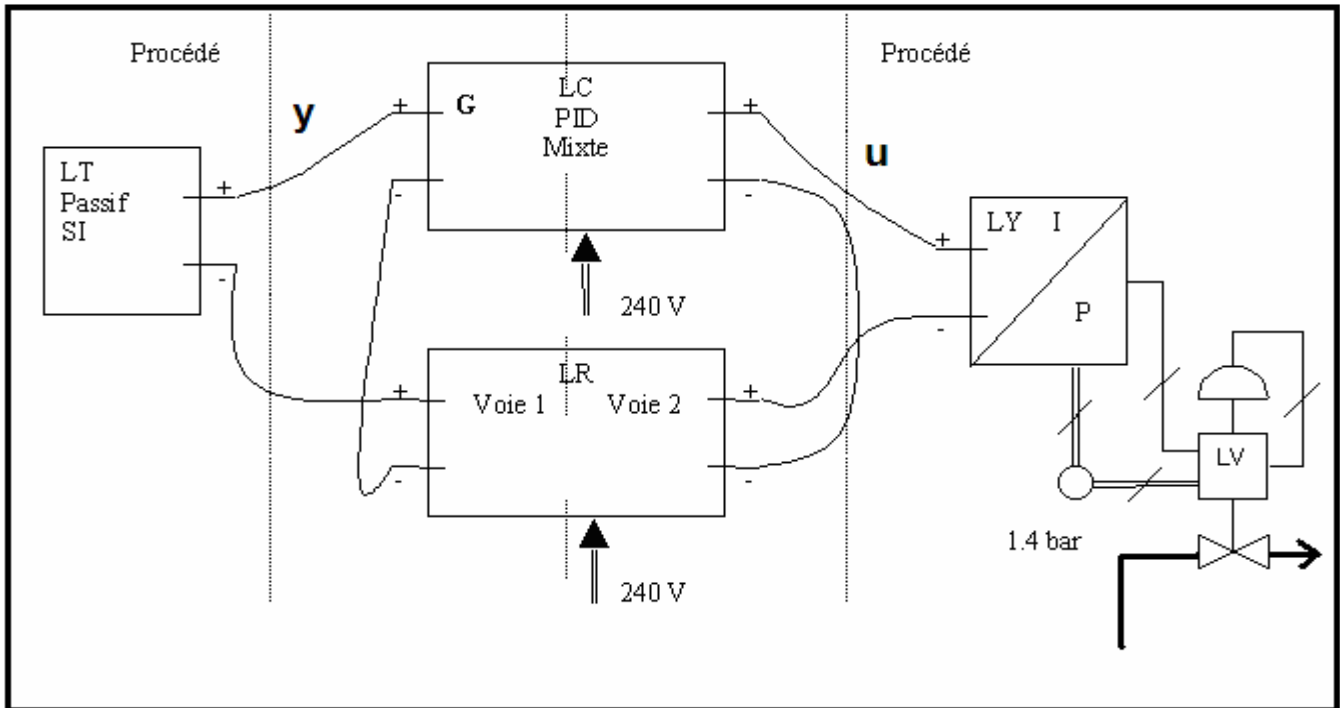 Procédé
Procédé
y
+
G
LC
PID
Mixte
+
-
-
u
LT
Passif
SI
+
-
LY I
P
+
-
240 V
LR
Voie 1
Voie 2
+
+
-
-
LV
1.4 bar
240 V